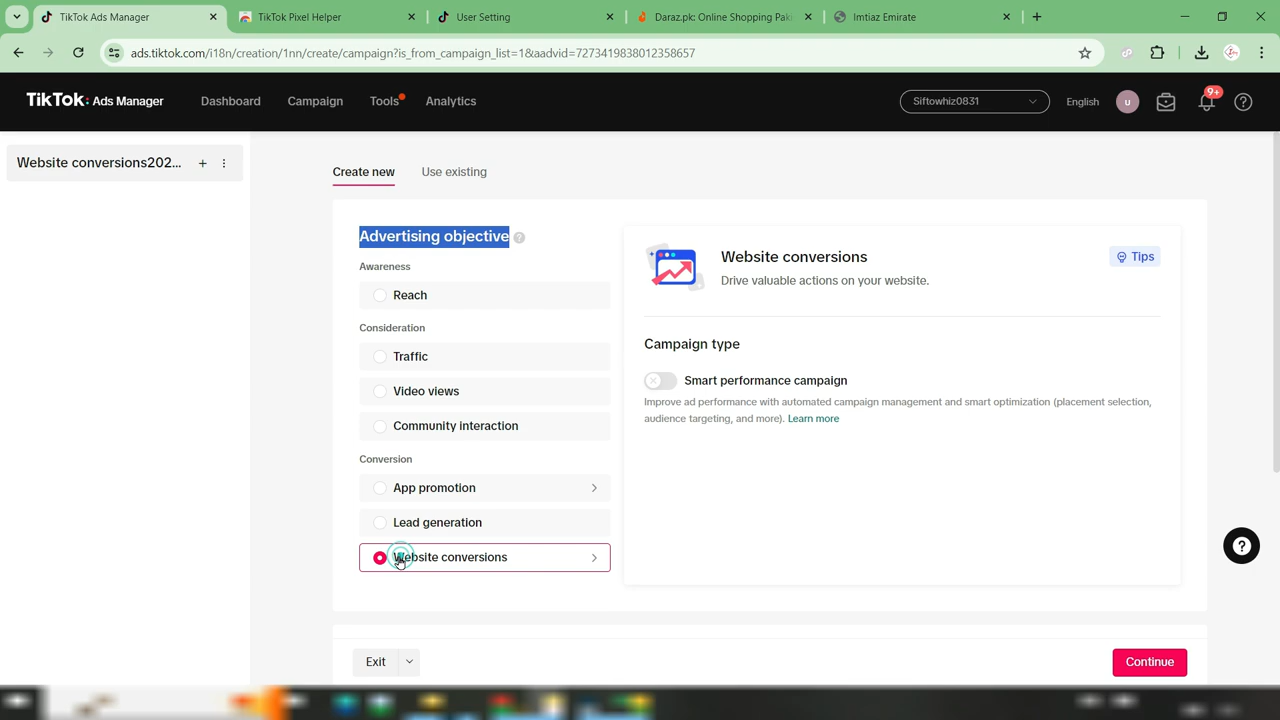 TikTok Ads Manager
TikTok Pixel Helper
User Setting
Daraz.pk: Online Shopping Paki
Imtiaz Emirate
ads.tiktok.com/i18n/creation/1nn/create/campaign?is_from_campaign_list=1&aadvid=7273419838012358657
TikTok: Ads Manager
Dashboard
Campaign
Tools
Analytics
Siftowhiz0831
English
U
9+
Website conversions202...
Create new
Use existing
Advertising objective
Awareness
Reach
Consideration
Traffic
Video views
Community interaction
Conversion
App promotion
Lead generation
Website conversions
Website conversions
Drive valuable actions on your website.
Tips
Campaign type
Smart performance campaign
Improve ad performance with automated campaign management and smart optimization (placement selection,
audience targeting, and more). Learn more
Exit
Continue